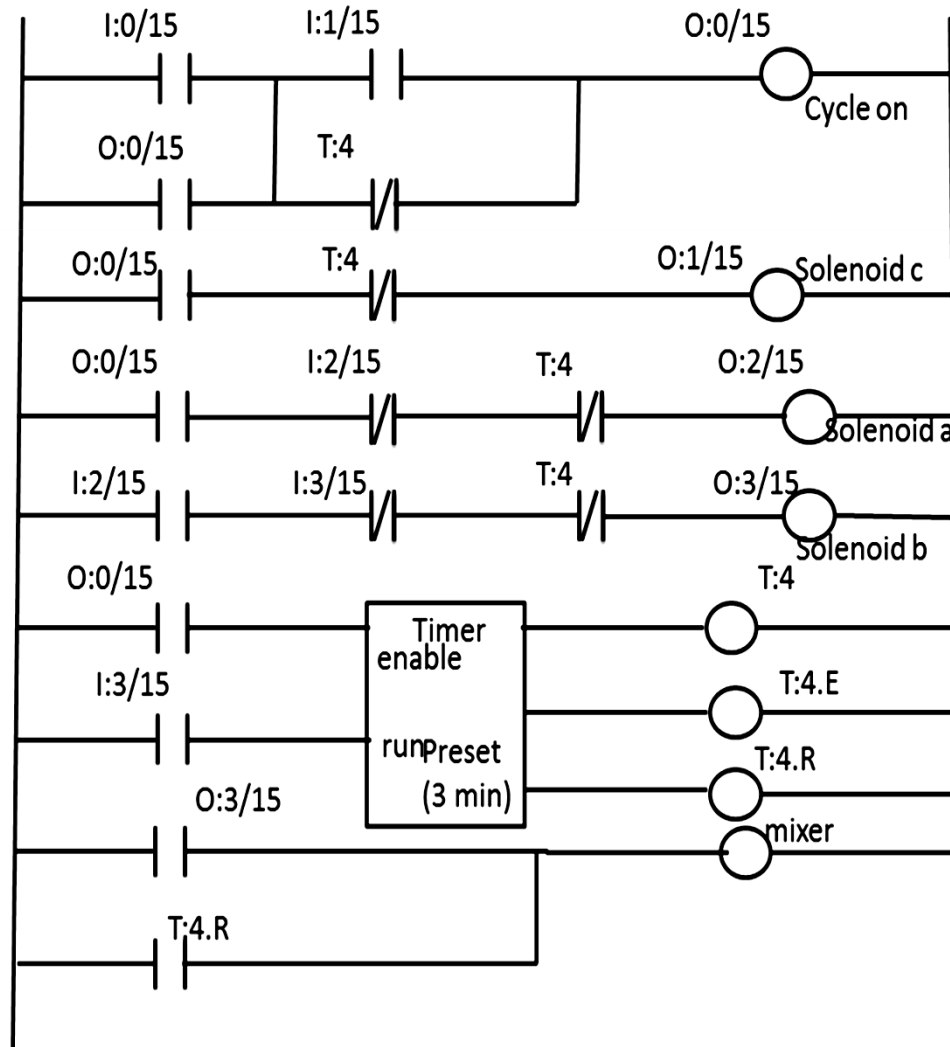 I:0/15 I:1/15 O:0/15
Cycle on
O:0/15 T:4
O:0/15 T:4 O:1/15 Solenoid c
O:0/15 I:2/15 T:4 O:2/15
Solenoid a
I:2/15 I:3/15 T:4 O:3/15
Solenoid b
O:0/15 T:4
Timer
enable
I:3/15 T:4.E
run Preset
(3 min)
T:4.R
O:3/15 mixer
T:4.R